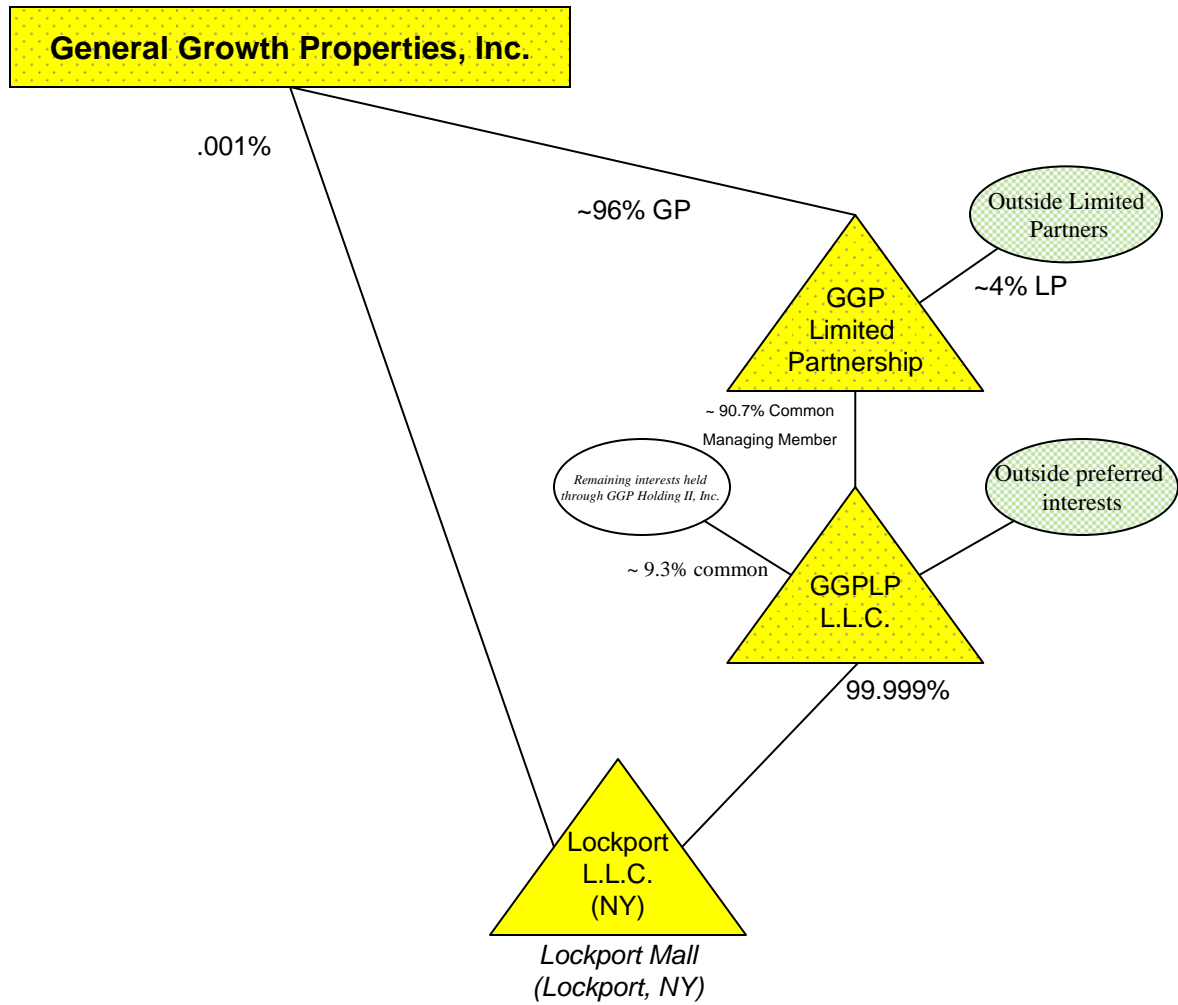 General Growth Properties, Inc.
.001%
~96% GP
Outside Limited
Partners
~4% LP
GGP
Limited
Partnership
~ 90.7% Common
Managing Member
Remaining interests held
through GGP Holding II, Inc.
Outside preferred
interests
~ 9.3% common
GGPLP
L.L.C.
99.999%
Lockport
L.L.C.
(NY)
Lockport Mall
(Lockport, NY)